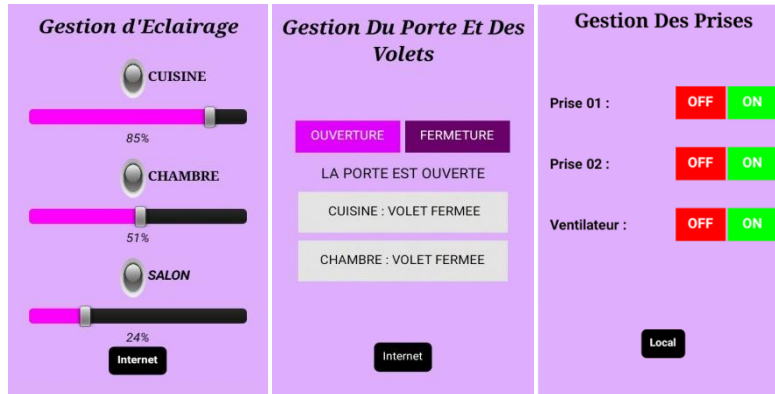 Gestion d'Eclairage
CUISINE
85%
CHAMBRE
51%
SALON
24%
Internet
Gestion Du Porte Et Des
Volets
OUVERTURE FERMETURE
LA PORTE EST OUVERTE
CUISINE : VOLET FERMEE
CHAMBRE : VOLET FERMEE
Internet
Gestion Des Prises
Prise 01 : OFF ON
Prise 02 : OFF ON
Ventilateur : OFF ON
Local